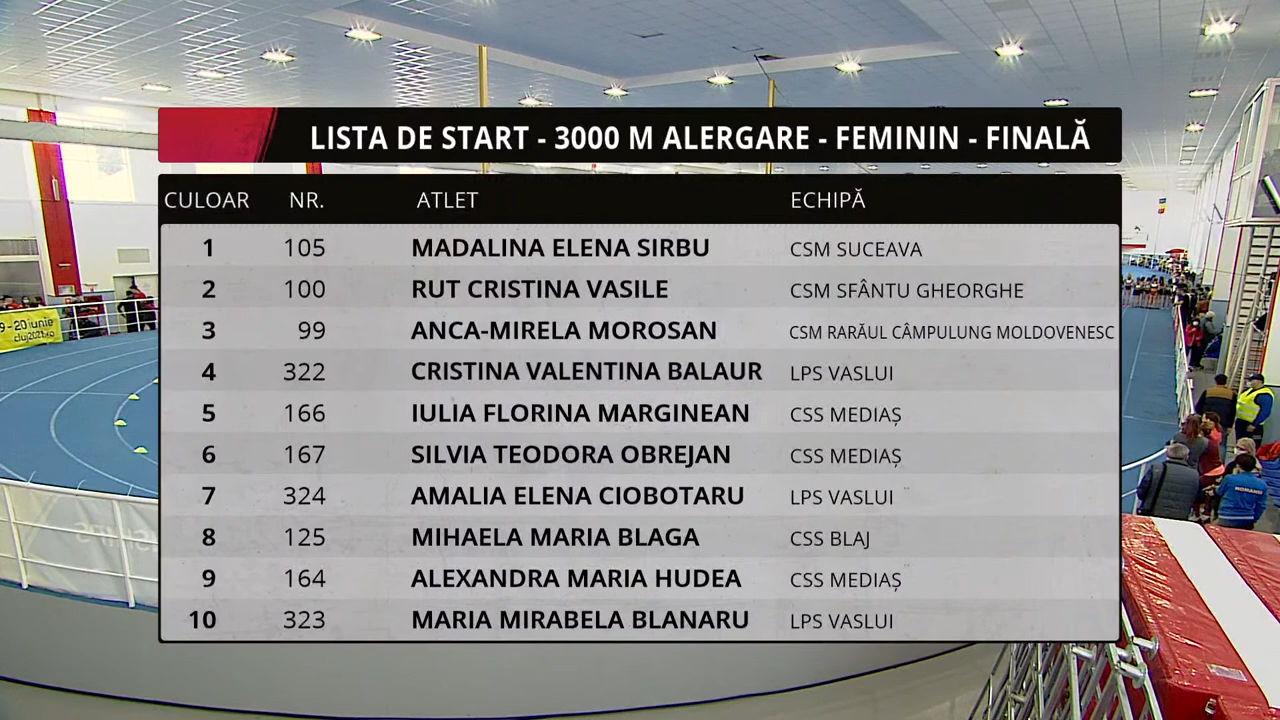 LISTA DE START - 3000 M ALERGARE - FEMININ - FINALĂ
CULOAR NR. ATLET ECHIPĂ
1 105 MADALINA ELENA SIRBU CSM SUCEAVA
2 100 RUT CRISTINA VASILE CSM SFÂNTU GHEORGHE
3 99 ANCA-MIRELA MOROSAN CSM RARĂUL CÂMPULUNG MOLDOVENESC
4 322 CRISTINA VALENTINA BALAUR LPS VASLUI
5 166 IULIA FLORINA MARGINEAN CSS MEDIAȘ
6 167 SILVIA TEODORA OBREJAN CSS MEDIAȘ
7 324 AMALIA ELENA CIOBOTARU LPS VASLUI
8 125 MIHAELA MARIA BLAGA CSS BLAJ
9 164 ALEXANDRA MARIA HUDEA CSS MEDIAȘ
10 323 MARIA MIRABELA BLANARU LPS VASLUI
9-20 iunie
cluj2021.ro
ROMANIA